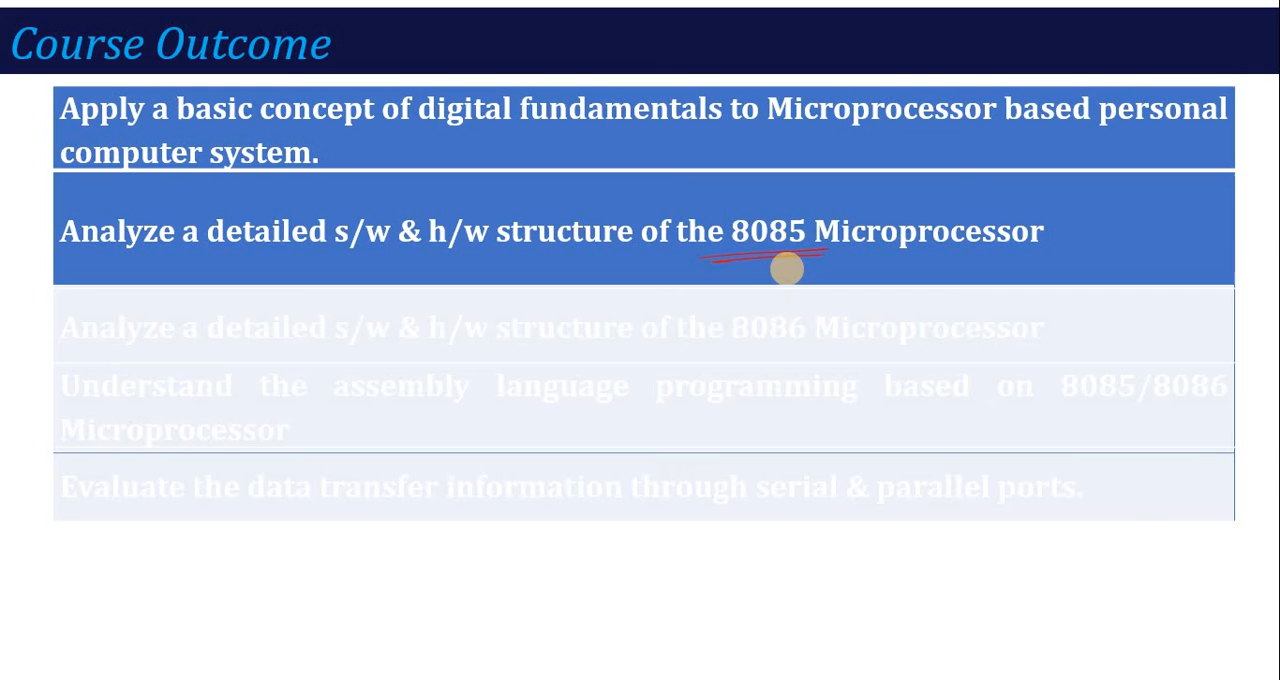 Course Outcome
Apply a basic concept of digital fundamentals to Microprocessor based personal
computer system.
Analyze a detailed s/w & h/w structure of the 8085 Microprocessor
Analyze a detailed s/w & h/w structure of the 8086 Microprocessor
Understand the assembly language programming based on 8085/8086
Microprocessor
Evaluate the data transfer information through serial & parallel ports.